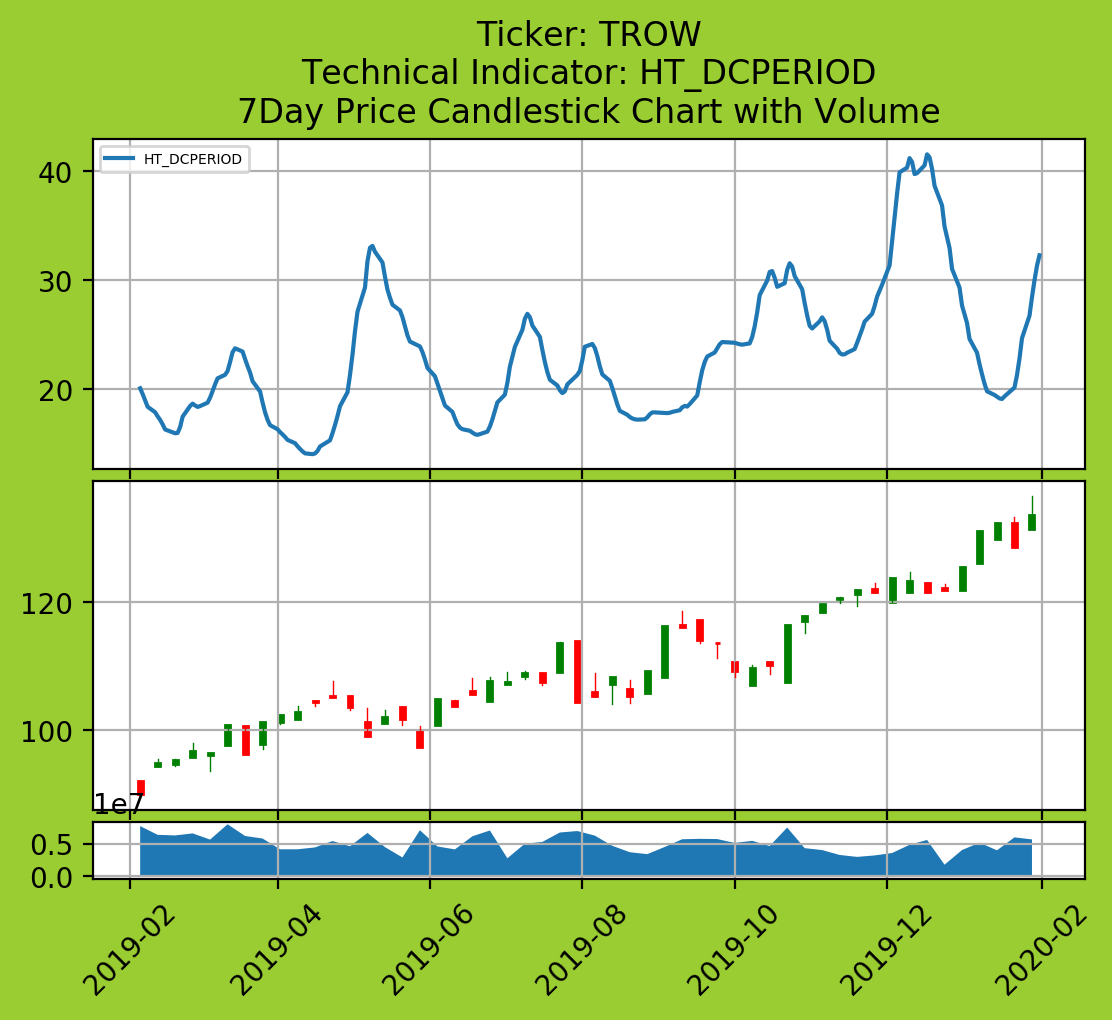 Ticker: TROW
Technical Indicator: HT_DCPERIOD
7Day Price Candlestick Chart with Volume
HT_DCPERIOD
40
30
20
120
100
1e7
0.5
0.0
2019-02
2019-04
2019-06
2019-08
2019-10
2019-12
2020-02